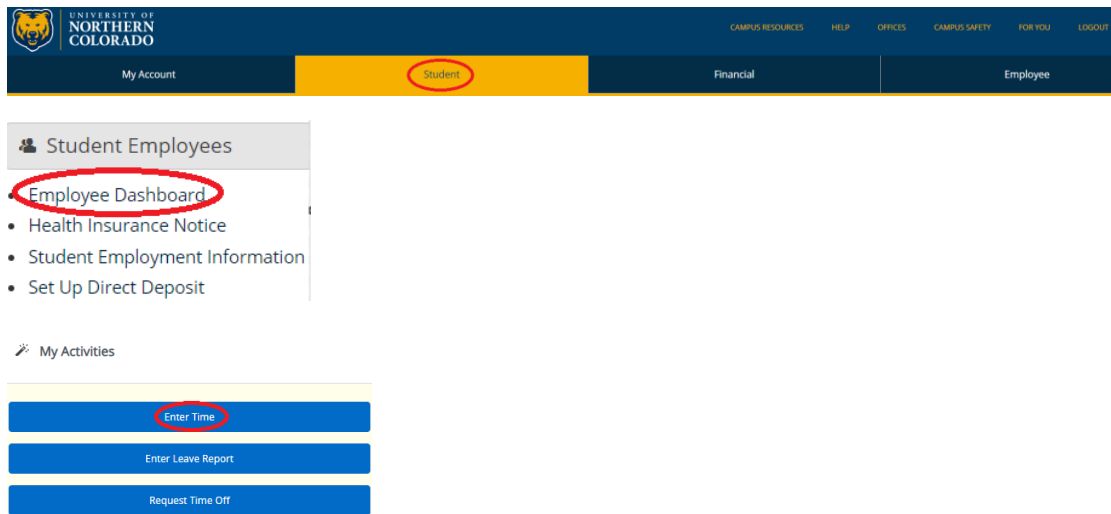 UNIVERSITY OF
NORTHERN
COLORADO
CAMPUS RESOURCES HELP OFFICES CAMPUS SAFETY FOR YOU LOGOUT
My Account Student Financial Employee
Student Employees
• Employee Dashboard
• Health Insurance Notice
• Student Employment Information
• Set Up Direct Deposit
My Activities
Enter Time
Enter Leave Report
Request Time Off